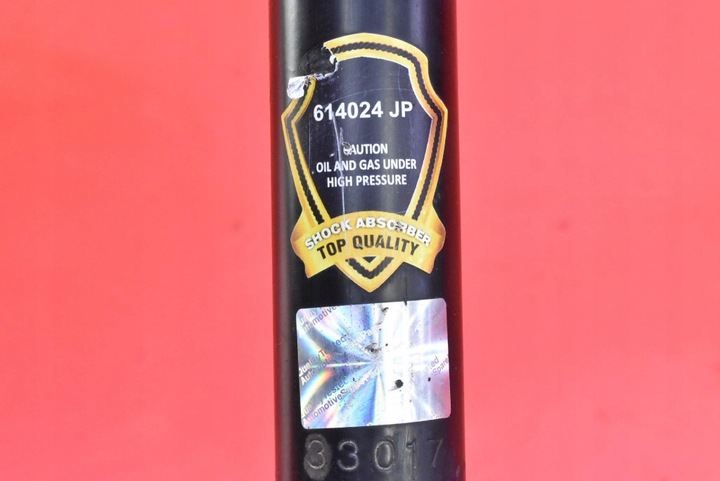 614024 JP
CAUTION
OIL AND GAS UNDER
HIGH PRESSURE
SHOCK ABSORBER
TOP QUALITY
33017